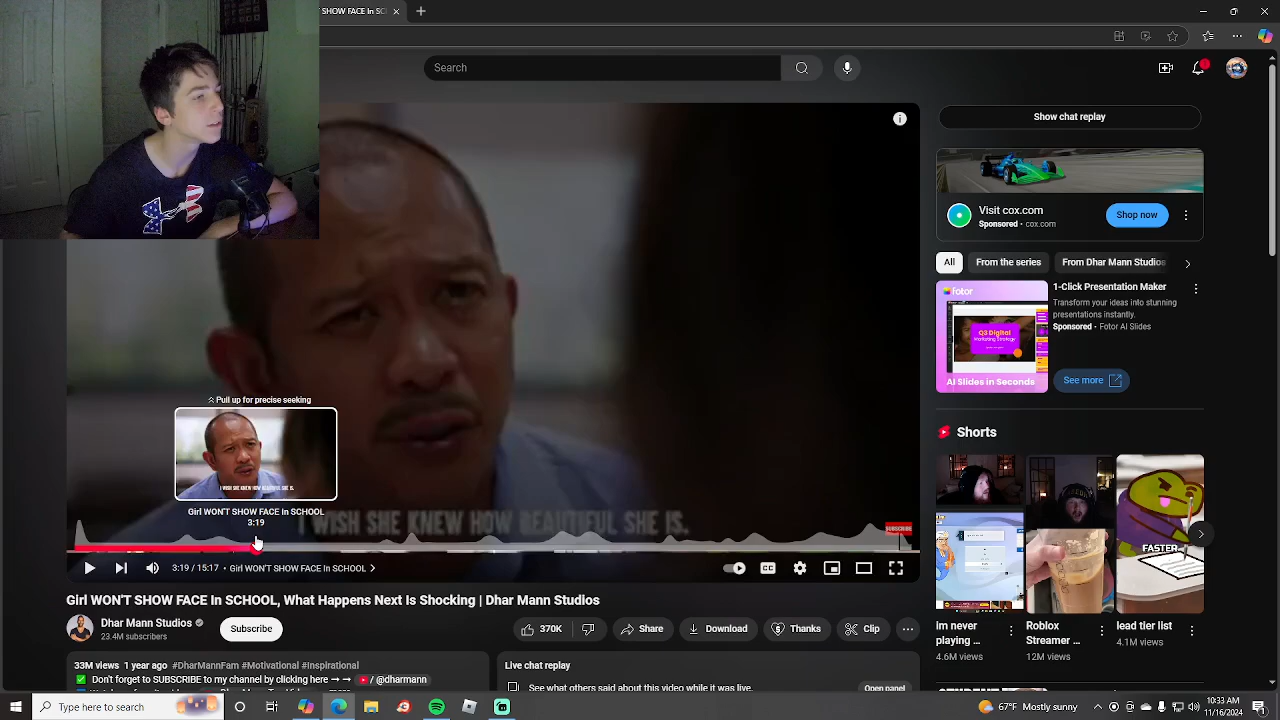 SHOW FACE In SC
Search
Show chat replay
Visit cox.com
Sponsored • cox.com
Shop now
All
From the series
From Dhar Mann Studios
Fotor
Q3 Digital
Marketing Strategy
AI Slides in Seconds
1-Click Presentation Maker
Transform your ideas into stunning
presentations instantly.
Sponsored • Fotor AI Slides
See more
Shorts
Pull up for precise seeking
I WISH SHE KNEW HOW BEAUTIFUL SHE IS.
Girl WON'T SHOW FACE In SCHOOL
3:19
SUBSCRIBE
3:19 / 15:17 • Girl WON'T SHOW FACE In SCHOOL
Girl WON'T SHOW FACE In SCHOOL, What Happens Next Is Shocking | Dhar Mann Studios
Dhar Mann Studios
23.4M subscribers
Subscribe
Share
Download
Thanks
Clip
FASTER
Im never
playing ...
4.6M views
Roblox
Streamer ...
12M views
lead tier list
4.1M views
33M views 1 year ago #DharMannFam #Motivational #Inspirational
Don't forget to SUBSCRIBE to my channel by clicking here → → / @dharmann
Live chat replay
See what others said about this video while it was live.
Open panel
Type here to search
67°F Mostly sunny
10:33 AM
11/16/2024